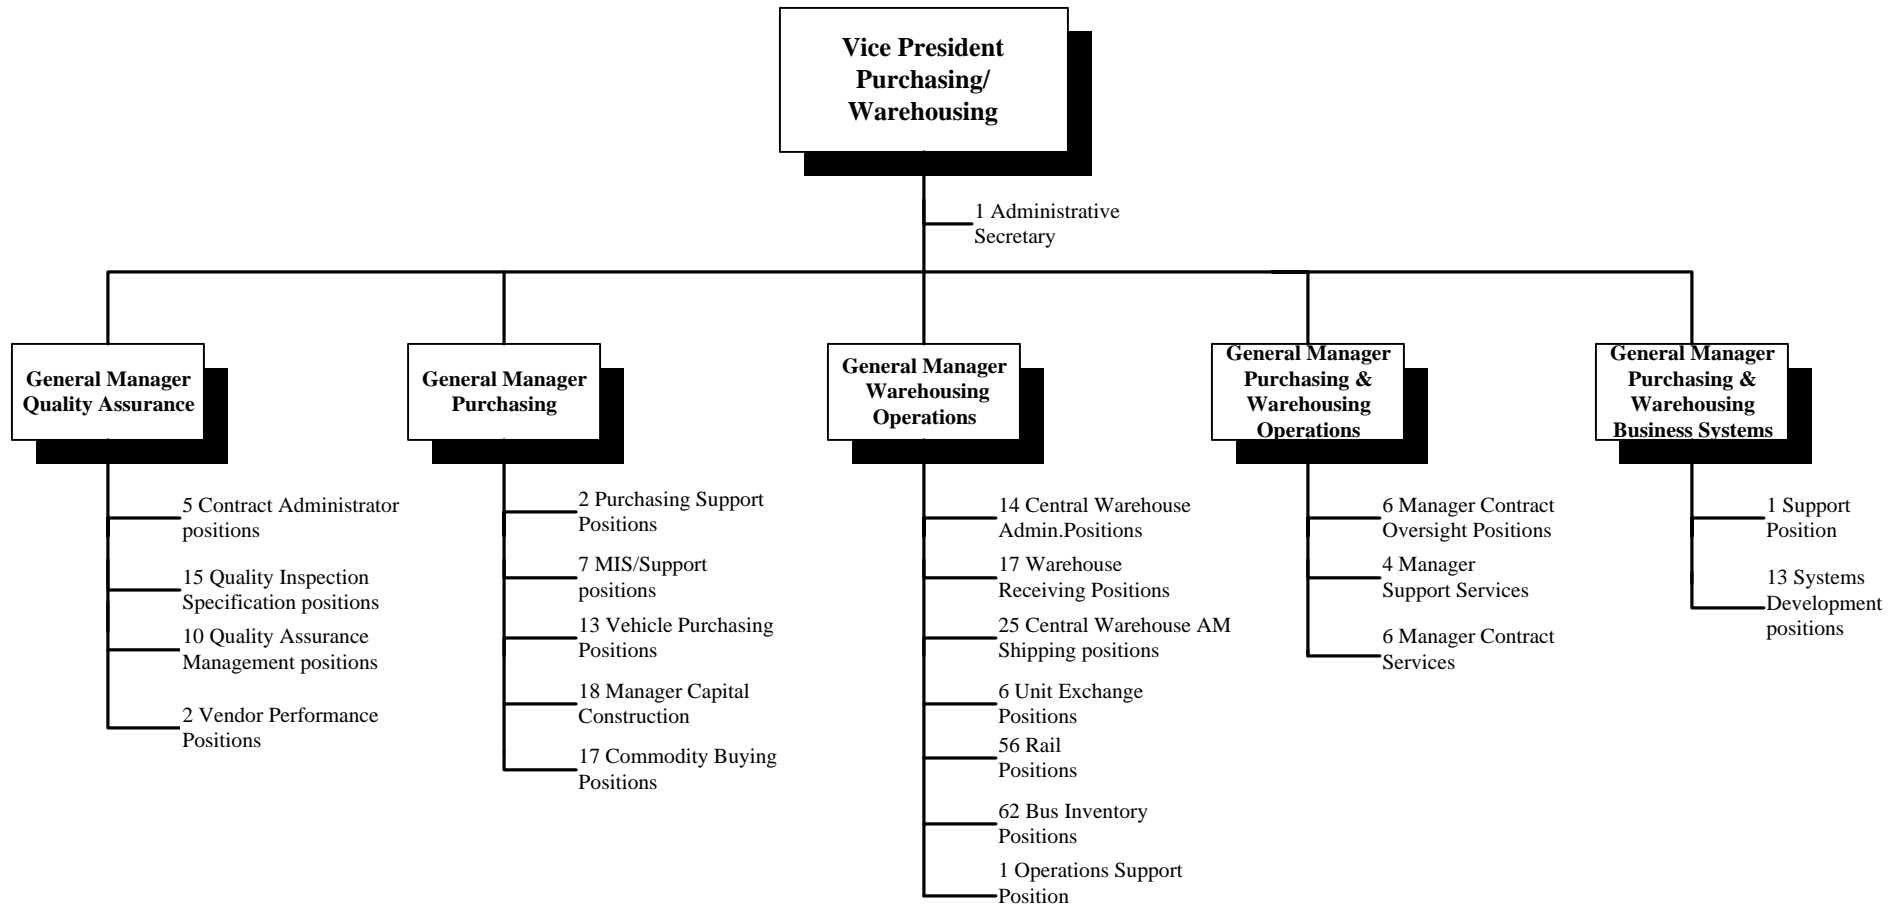 Vice President
Purchasing/
Warehousing
1 Administrative
Secretary
General Manager
Quality Assurance
5 Contract Administrator
positions
15 Quality Inspection
Specification positions
10 Quality Assurance
Management positions
2 Vendor Performance
Positions
General Manager
Purchasing
2 Purchasing Support
Positions
7 MIS/Support
positions
13 Vehicle Purchasing
Positions
18 Manager Capital
Construction
17 Commodity Buying
Positions
General Manager
Warehousing
Operations
14 Central Warehouse
Admin.Positions
17 Warehouse
Receiving Positions
25 Central Warehouse AM
Shipping positions
6 Unit Exchange
Positions
56 Rail
Positions
62 Bus Inventory
Positions
1 Operations Support
Position
General Manager
Purchasing &
Warehousing
Operations
6 Manager Contract
Oversight Positions
4 Manager
Support Services
6 Manager Contract
Services
General Manager
Purchasing &
Warehousing
Business Systems
1 Support
Position
13 Systems
Development
positions